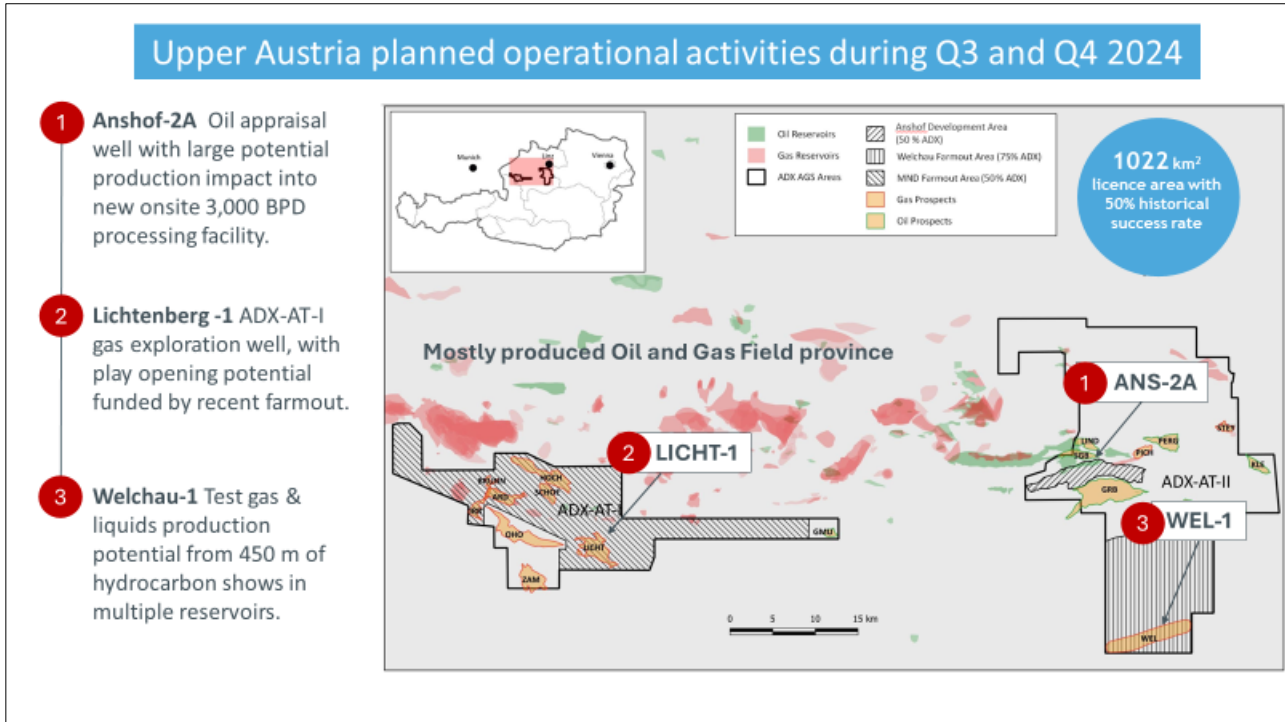 Upper Austria planned operational activities during Q3 and Q4 2024
1
Anshof-2A Oil appraisal
well with large potential
production impact into
new onsite 3,000 BPD
processing facility.
2
Lichtenberg -1 ADX-AT-I
gas exploration well, with
play opening potential
funded by recent farmout.
3
Welchau-1 Test gas &
liquids production
potential from 450 m of
hydrocarbon shows in
multiple reservoirs.
Munich
Linz
Vienna
Oil Reservoirs
Gas Reservoirs
ADX AGS Areas
Anshof Development Area
(50 % ADX)
Welchau Farmout Area (75% ADX)
MND Farmout Area (50% ADX)
Gas Prospects
Oil Prospects
1022 km²
licence area with
50% historical
success rate
Mostly produced Oil and Gas Field province
1 ANS-2A
2 LICHT-1
3 WEL-1
HOCH
BRUNN
SCHOE
ARD
ADX-AT-I
OHO
LICHT
ZAM
GMU
LIND
SGB
PICH
PERG
STEY
KLE
GRB
ADX-AT-II
WEL
0 5 10 15 km